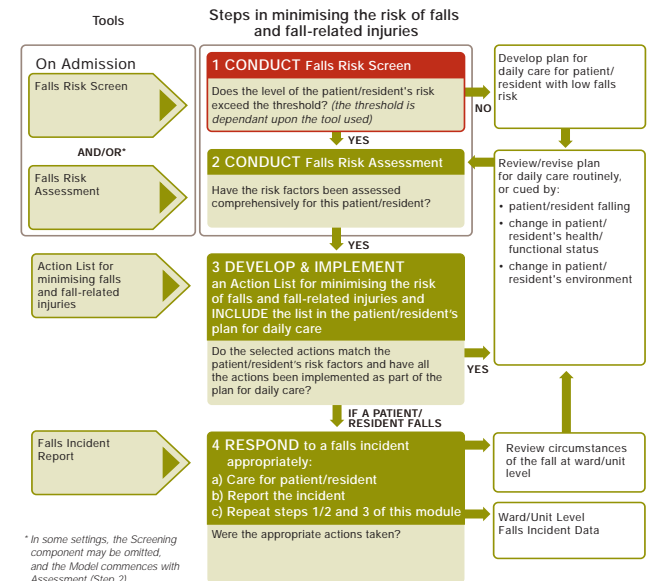 Tools
Steps in minimising the risk of falls
and fall-related injuries
On Admission
Falls Risk Screen
AND/OR*
Falls Risk
Assessment
1 CONDUCT Falls Risk Screen
Does the level of the patient/resident's risk
exceed the threshold? (the threshold is
dependant upon the tool used)
NO
Develop plan for
daily care for patient/
resident with low falls
risk
YES
2 CONDUCT Falls Risk Assessment
Have the risk factors been assessed
comprehensively for this patient/resident?
Review/revise plan
for daily care routinely,
or cued by:
• patient/resident falling
• change in patient/
resident's health/
functional status
• change in patient/
resident's environment
YES
Action List for
minimising falls
and fall-related
injuries
3 DEVELOP & IMPLEMENT
an Action List for minimising the risk
of falls and fall-related injuries and
INCLUDE the list in the patient/resident's
plan for daily care
Do the selected actions match the
patient/resident's risk factors and have all
the actions been implemented as part of the
plan for daily care?
YES
IF A PATIENT/
RESIDENT FALLS
Falls Incident
Report
4 RESPOND to a falls incident
appropriately:
a) Care for patient/resident
b) Report the incident
c) Repeat steps 1/2 and 3 of this module
Were the appropriate actions taken?
Review circumstances
of the fall at ward/unit
level
Ward/Unit Level
Falls Incident Data
* In some settings, the Screening
component may be omitted,
and the Model commences with
Assessment (Step 2)